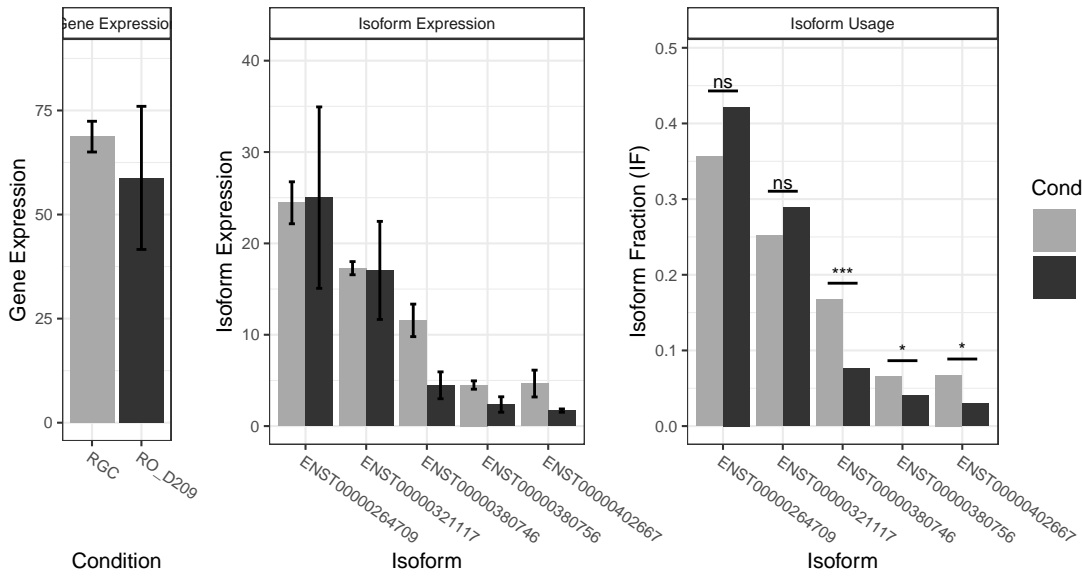 Gene Expression
Gene Expression
75
50
25
0
RGC
RO_D209
Condition
Isoform Expression
Isoform Expression
40
30
20
10
0
ENST00000264709
ENST00000321117
ENST00000380746
ENST00000380756
ENST00000402667
Isoform
Isoform Usage
Isoform Fraction (IF)
0.5
0.4
0.3
0.2
0.1
0.0
ns
ns
***
*
*
ENST00000264709
ENST00000321117
ENST00000380746
ENST00000380756
ENST00000402667
Isoform
Cond